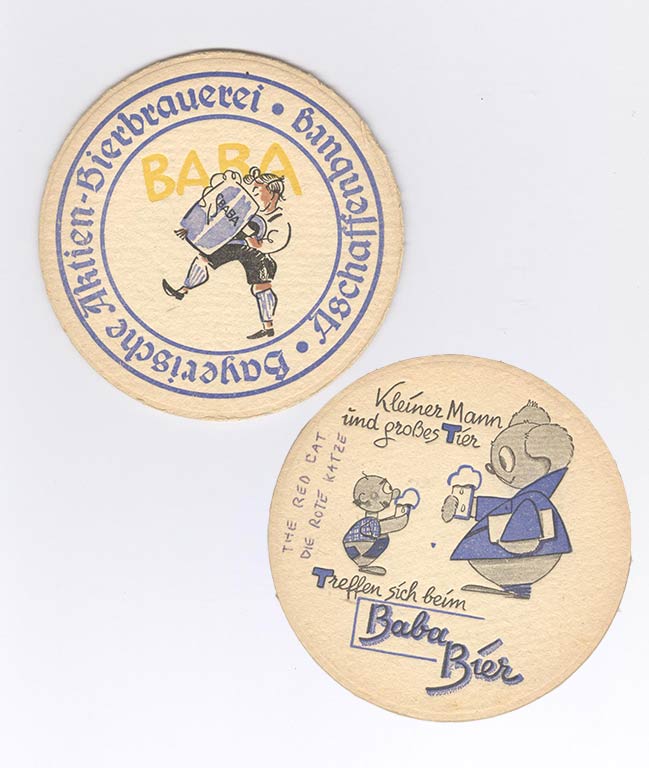 Bayerische Aktien-Bierbrauerei • Aschaffenburg •
BABA
BABA
Kleiner Mann
und großes Tier
THE RED CAT
DIE ROTE KATZE
Treffen sich beim
Baba
Bier